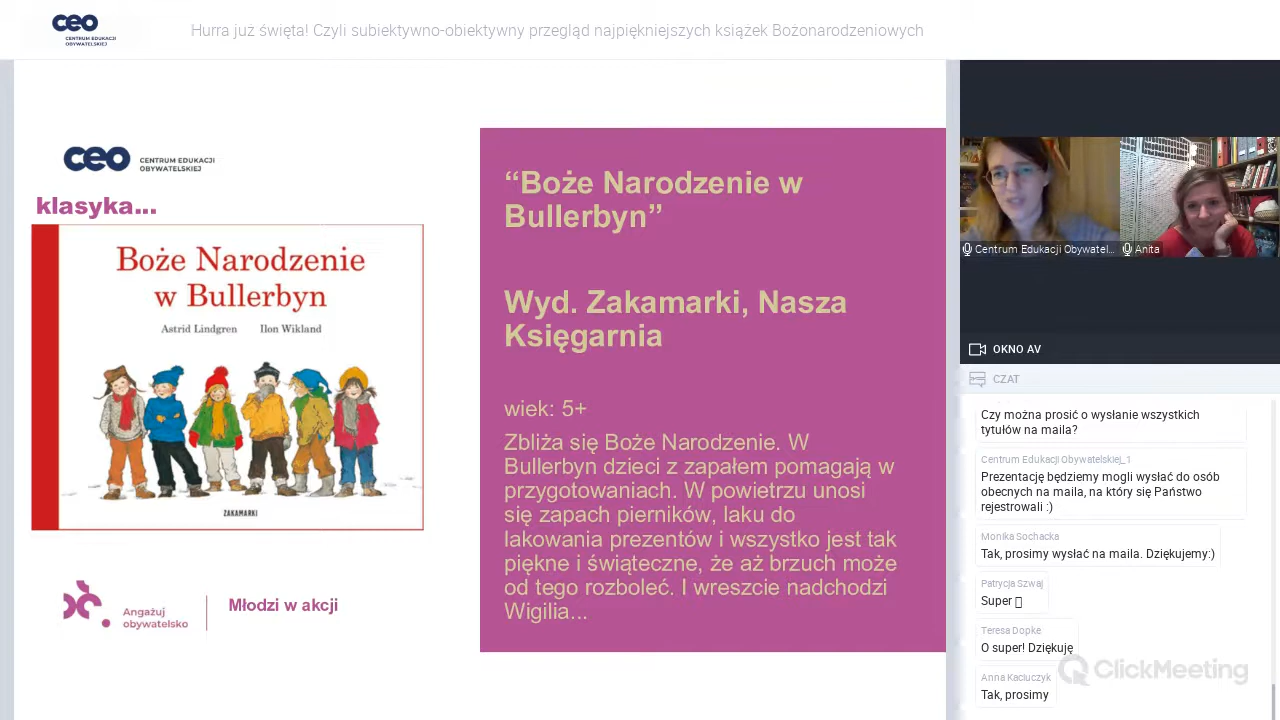 ceo
CENTRUM EDUKACJI
OBYWATELSKIEJ
Hurra już święta! Czyli subiektywno-obiektywny przegląd najpiękniejszych książek Bożonarodzeniowych
ceo
CENTRUM EDUKACJI
OBYWATELSKIEJ
klasyka...
Boże Narodzenie
w Bullerbyn
Astrid Lindgren Ilon Wikland
ZAKAMARKI
Angażuj
obywatelsko
Młodzi w akcji
“Boże Narodzenie w
Bullerbyn”
Wyd. Zakamarki, Nasza
Księgarnia
wiek: 5+
Zbliża się Boże Narodzenie. W
Bullerbyn dzieci z zapałem pomagają w
przygotowaniach. W powietrzu unosi
się zapach pierników, laku do
lakowania prezentów i wszystko jest tak
piękne i świąteczne, że aż brzuch może
od tego rozboleć. I wreszcie nadchodzi
Wigilia...
Centrum Edukacji Obywatel...
Anita
OKNO AV
CZAT
Czy można prosić o wysłanie wszystkich
tytułów na maila?
Centrum Edukacji Obywatelskiej_1
Prezentację będziemy mogli wysłać do osób
obecnych na maila, na który się Państwo
rejestrowali :)
Monika Sochacka
Tak, prosimy wysłać na maila. Dziękujemy:)
Patrycja Szwaj
Super
Teresa Dopke
O super! Dziękuję
Anna Kaciuczyk
Tak, prosimy
ClickMeeting